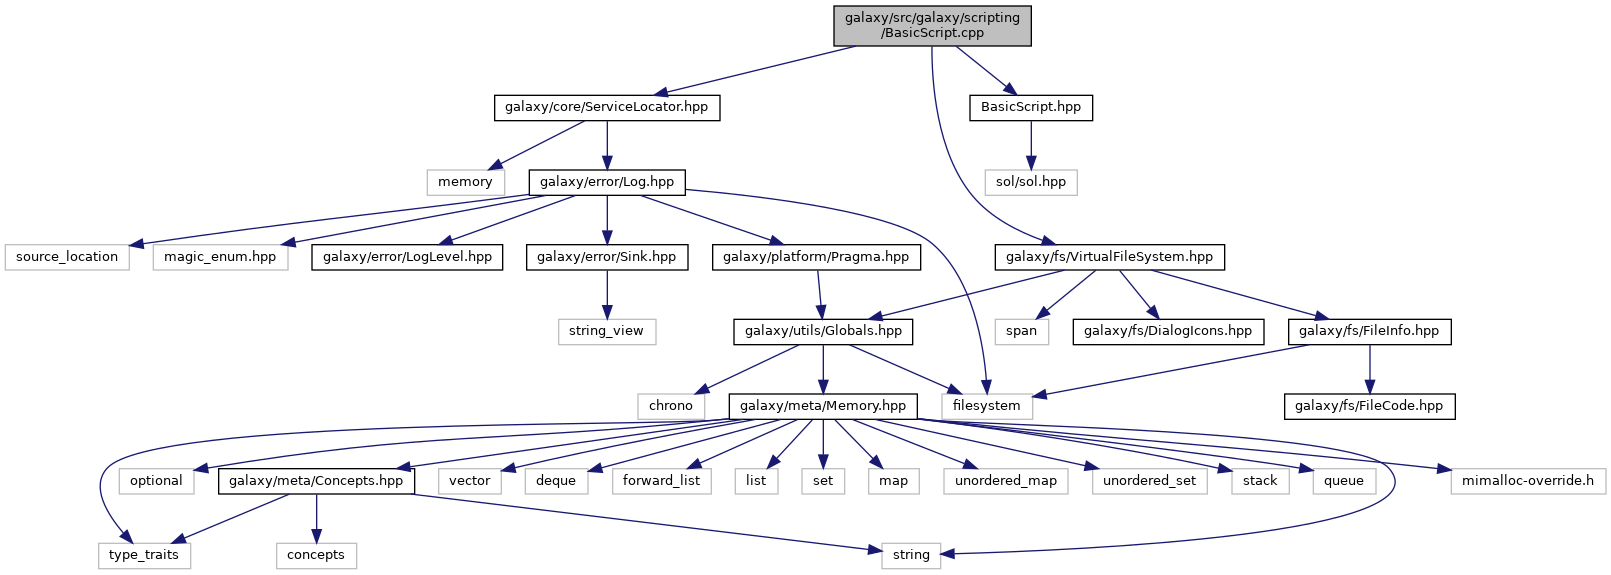 galaxy/src/galaxy/scripting
/BasicScript.cpp
galaxy/core/ServiceLocator.hpp
BasicScript.hpp
memory
galaxy/error/Log.hpp
sol/sol.hpp
source_location
magic_enum.hpp
galaxy/error/LogLevel.hpp
galaxy/error/Sink.hpp
galaxy/platform/Pragma.hpp
galaxy/fs/VirtualFileSystem.hpp
string_view
galaxy/utils/Globals.hpp
span
galaxy/fs/DialogIcons.hpp
galaxy/fs/FileInfo.hpp
chrono
galaxy/meta/Memory.hpp
filesystem
galaxy/fs/FileCode.hpp
optional
galaxy/meta/Concepts.hpp
vector
deque
forward_list
list
set
map
unordered_map
unordered_set
stack
queue
mimalloc-override.h
type_traits
concepts
string